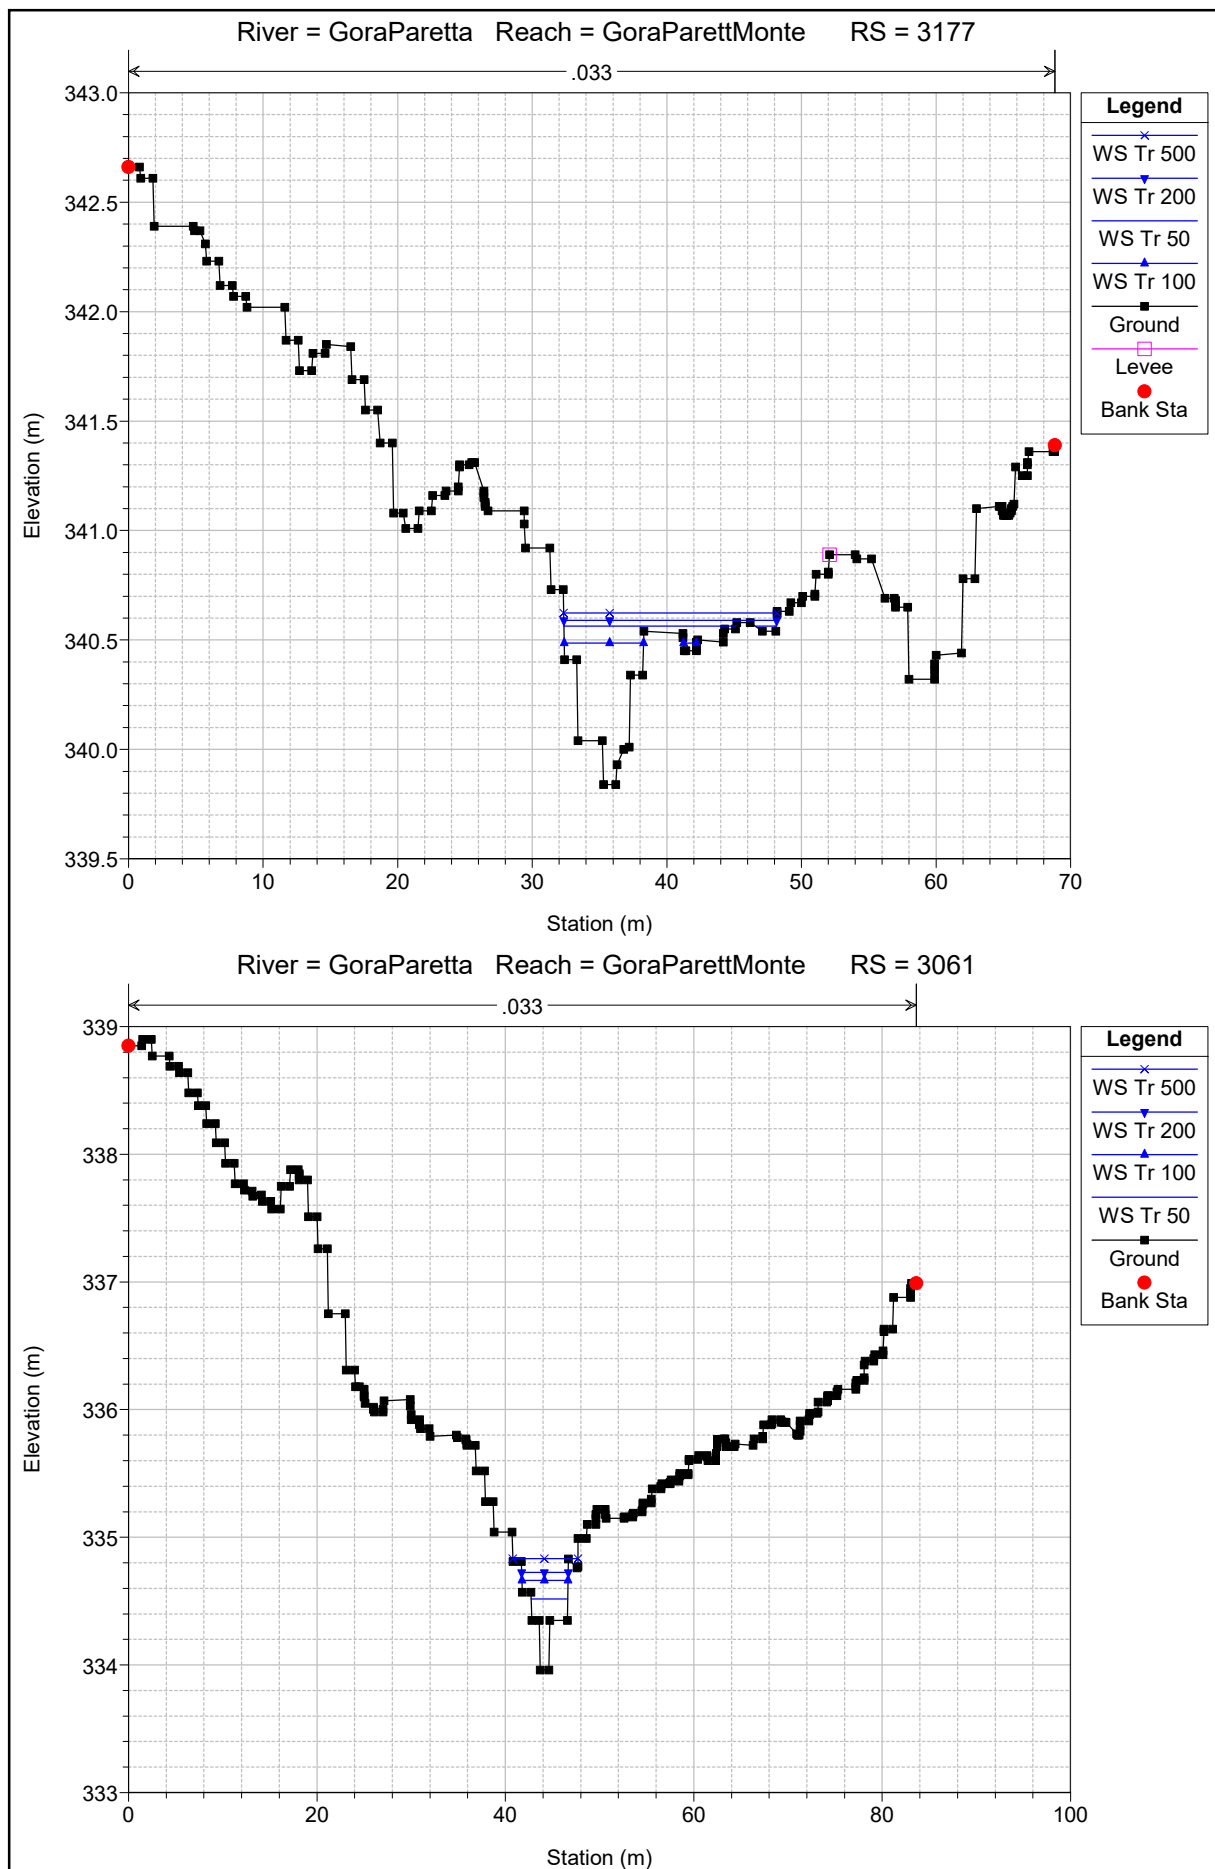 River = GoraParetta Reach = GoraParettMonte RS = 3177
.033
Legend
WS Tr 500
WS Tr 200
WS Tr 50
WS Tr 100
Ground
Levee
Bank Sta
343.0
342.5
342.0
341.5
341.0
340.5
340.0
339.5
Elevation (m)
0 10 20 30 40 50 60 70
Station (m)
River = GoraParetta Reach = GoraParettMonte RS = 3061
.033
Legend
WS Tr 500
WS Tr 200
WS Tr 100
WS Tr 50
Ground
Bank Sta
339
338
337
336
335
334
333
Elevation (m)
0 20 40 60 80 100
Station (m)